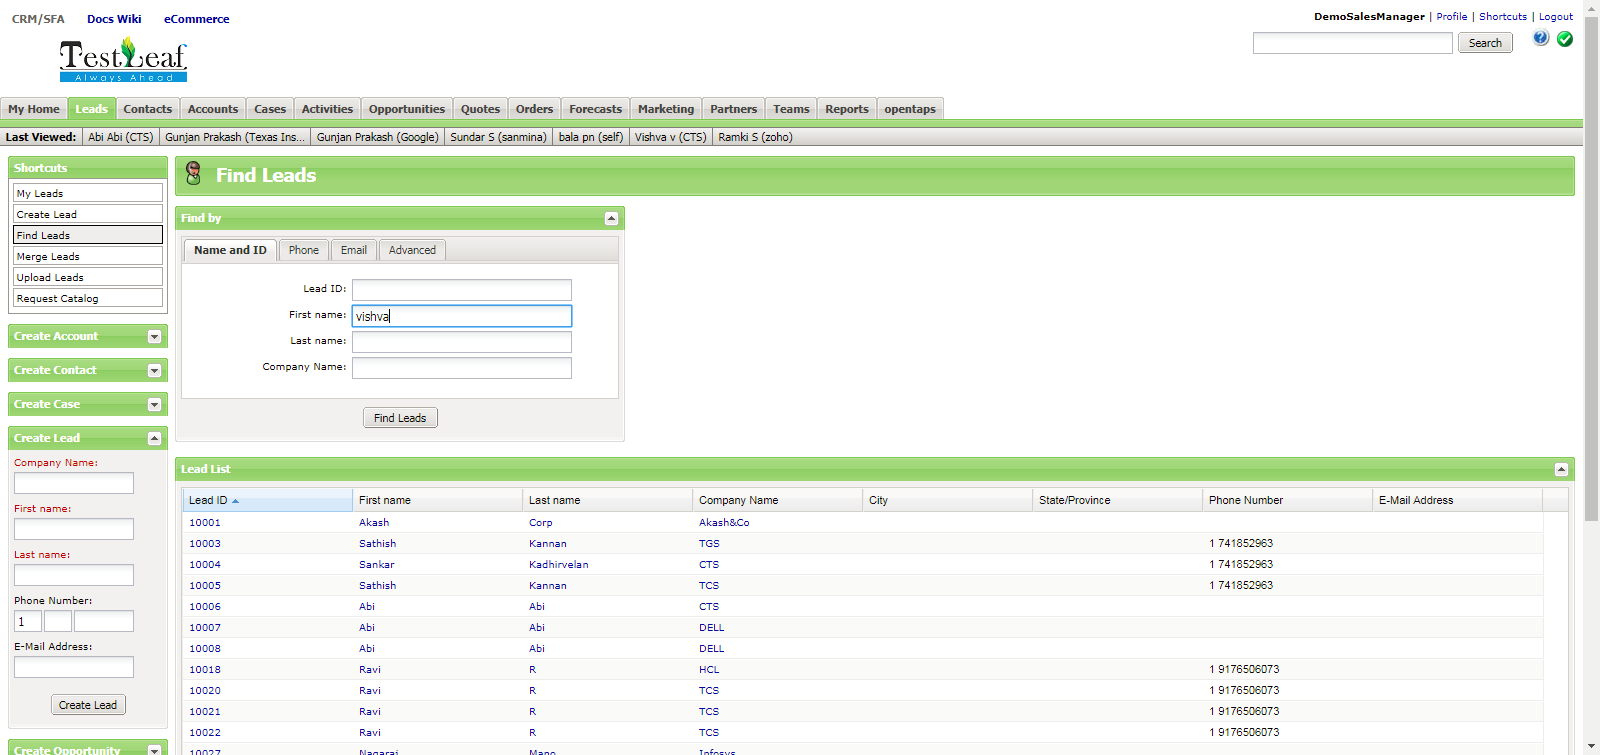 CRM/SFA Docs Wiki eCommerce
DemoSalesManager | Profile | Shortcuts | Logout
Search
TestLeaf
Always Ahead
My Home Leads Contacts Accounts Cases Activities Opportunities Quotes Orders Forecasts Marketing Partners Teams Reports opentaps
Last Viewed: Abi Abi (CTS) Gunjan Prakash (Texas Ins... Gunjan Prakash (Google) Sundar S (sanmina) bala pn (self) Vishva v (CTS) Ramki S (zoho)
Shortcuts
My Leads
Create Lead
Find Leads
Merge Leads
Upload Leads
Request Catalog
Create Account
Create Contact
Create Case
Create Lead
Company Name:
First name:
Last name:
Phone Number:
1
E-Mail Address:
Create Lead
Create Opportunity
Find Leads
Find by
Name and ID Phone Email Advanced
Lead ID:
First name: vishva
Last name:
Company Name:
Find Leads
Lead List
Lead ID First name Last name Company Name City State/Province Phone Number E-Mail Address
10001 Akash Corp Akash&Co
10003 Sathish Kannan TGS 1 741852963
10004 Sankar Kadhirvelan CTS 1 741852963
10005 Sathish Kannan TCS 1 741852963
10006 Abi Abi CTS
10007 Abi Abi DELL
10008 Abi Abi DELL
10018 Ravi R HCL 1 9176506073
10020 Ravi R TCS 1 9176506073
10021 Ravi R TCS 1 9176506073
10022 Ravi R TCS 1 9176506073
10027 Nagaraj Mano Infosys